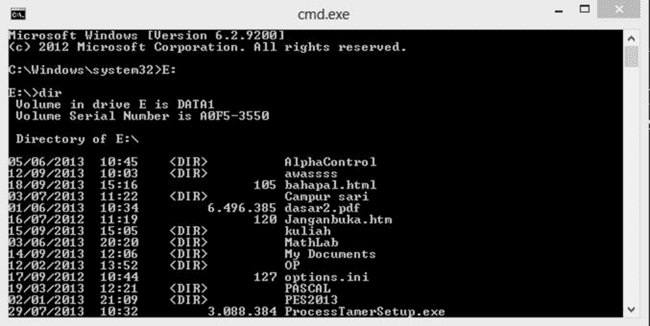 cmd.exe
Microsoft Windows [Version 6.2.9200]
(c) 2012 Microsoft Corporation. All rights reserved.
C:\Windows\system32>E:
E:\>dir
Volume in drive E is DATA1
Volume Serial Number is A0F5-3550
Directory of E:\
05/06/2013 10:45 <DIR> AlphaControl
12/09/2013 10:03 <DIR> awassss
18/09/2013 15:16 105 bahapal.html
03/07/2013 11:22 <DIR> Campur sari
01/06/2013 10:34 6.496.385 dasar2.pdf
16/07/2012 11:19 120 Janganbuka.htm
15/09/2013 15:05 <DIR> kuliah
03/06/2013 20:20 <DIR> MathLab
14/09/2013 12:06 <DIR> My Documents
12/02/2013 13:52 <DIR> OP
17/09/2012 10:44 127 options.ini
19/03/2013 12:21 <DIR> PASCAL
02/01/2013 21:09 <DIR> PES2013
29/07/2013 10:32 3.088.384 ProcessTamerSetup.exe